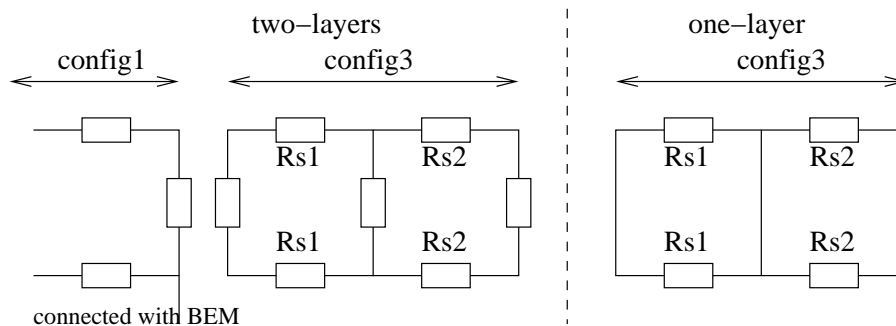 two−layers
one−layer
config1
config3
config3
Rs1
Rs2
Rs1
Rs2
Rs1
Rs2
Rs1
Rs2
connected with BEM